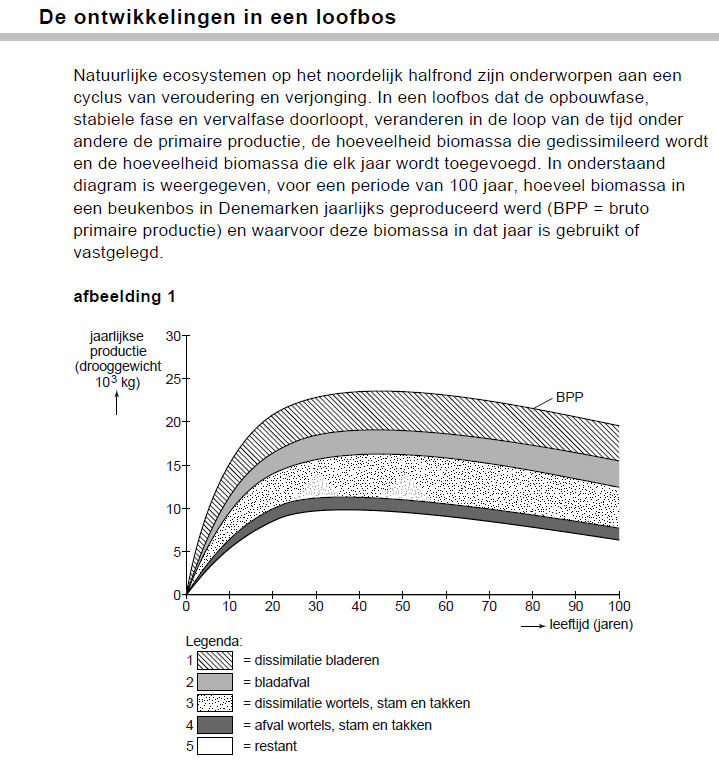 De ontwikkelingen in een loofbos
Natuurlijke ecosystemen op het noordelijk halfrond zijn onderworpen aan een
cyclus van veroudering en verjonging. In een loofbos dat de opbouwfase,
stabiele fase en vervalfase doorloopt, veranderen in de loop van de tijd onder
andere de primaire productie, de hoeveelheid biomassa die gedissimileerd wordt
en de hoeveelheid biomassa die elk jaar wordt toegevoegd. In onderstaand
diagram is weergegeven, voor een periode van 100 jaar, hoeveel biomassa in
een beukenbos in Denemarken jaarlijks geproduceerd werd (BPP = bruto
primaire productie) en waarvoor deze biomassa in dat jaar is gebruikt of
vastgelegd.
afbeelding 1
jaarlijkse
productie
(drooggewicht
10³ kg)
30
25
20
15
10
5
0
BPP
0 10 20 30 40 50 60 70 80 90 100
leeftijd (jaren)
Legenda:
1 = dissimilatie bladeren
2 = bladafval
3 = dissimilatie wortels, stam en takken
4 = afval wortels, stam en takken
5 = restant